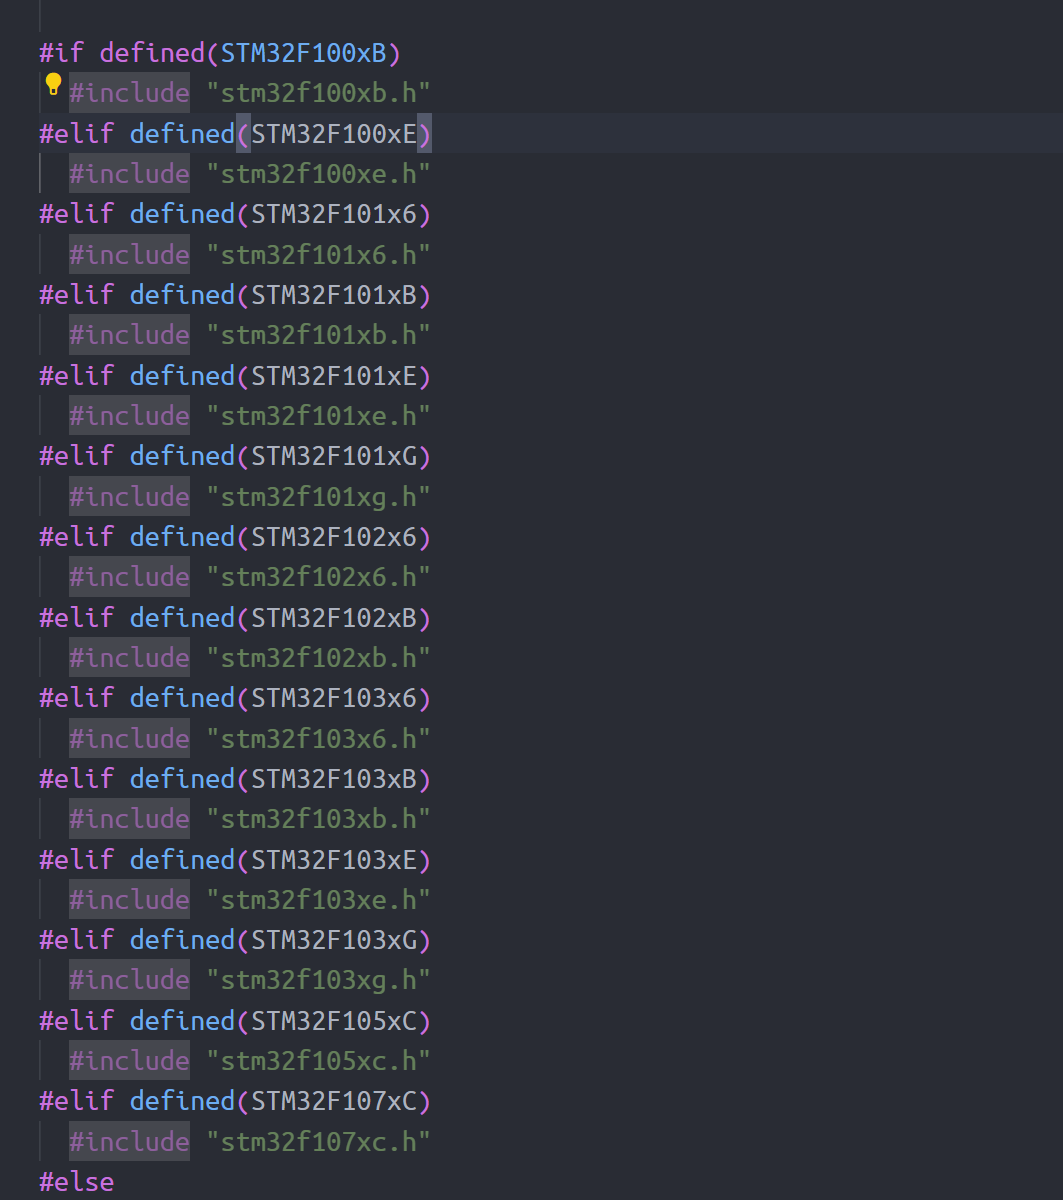 #if defined(STM32F100xB)
#include "stm32f100xb.h"
#elif defined(STM32F100xE)
#include "stm32f100xe.h"
#elif defined(STM32F101x6)
#include "stm32f101x6.h"
#elif defined(STM32F101xB)
#include "stm32f101xb.h"
#elif defined(STM32F101xE)
#include "stm32f101xe.h"
#elif defined(STM32F101xG)
#include "stm32f101xg.h"
#elif defined(STM32F102x6)
#include "stm32f102x6.h"
#elif defined(STM32F102xB)
#include "stm32f102xb.h"
#elif defined(STM32F103x6)
#include "stm32f103x6.h"
#elif defined(STM32F103xB)
#include "stm32f103xb.h"
#elif defined(STM32F103xE)
#include "stm32f103xe.h"
#elif defined(STM32F103xG)
#include "stm32f103xg.h"
#elif defined(STM32F105xC)
#include "stm32f105xc.h"
#elif defined(STM32F107xC)
#include "stm32f107xc.h"
#else